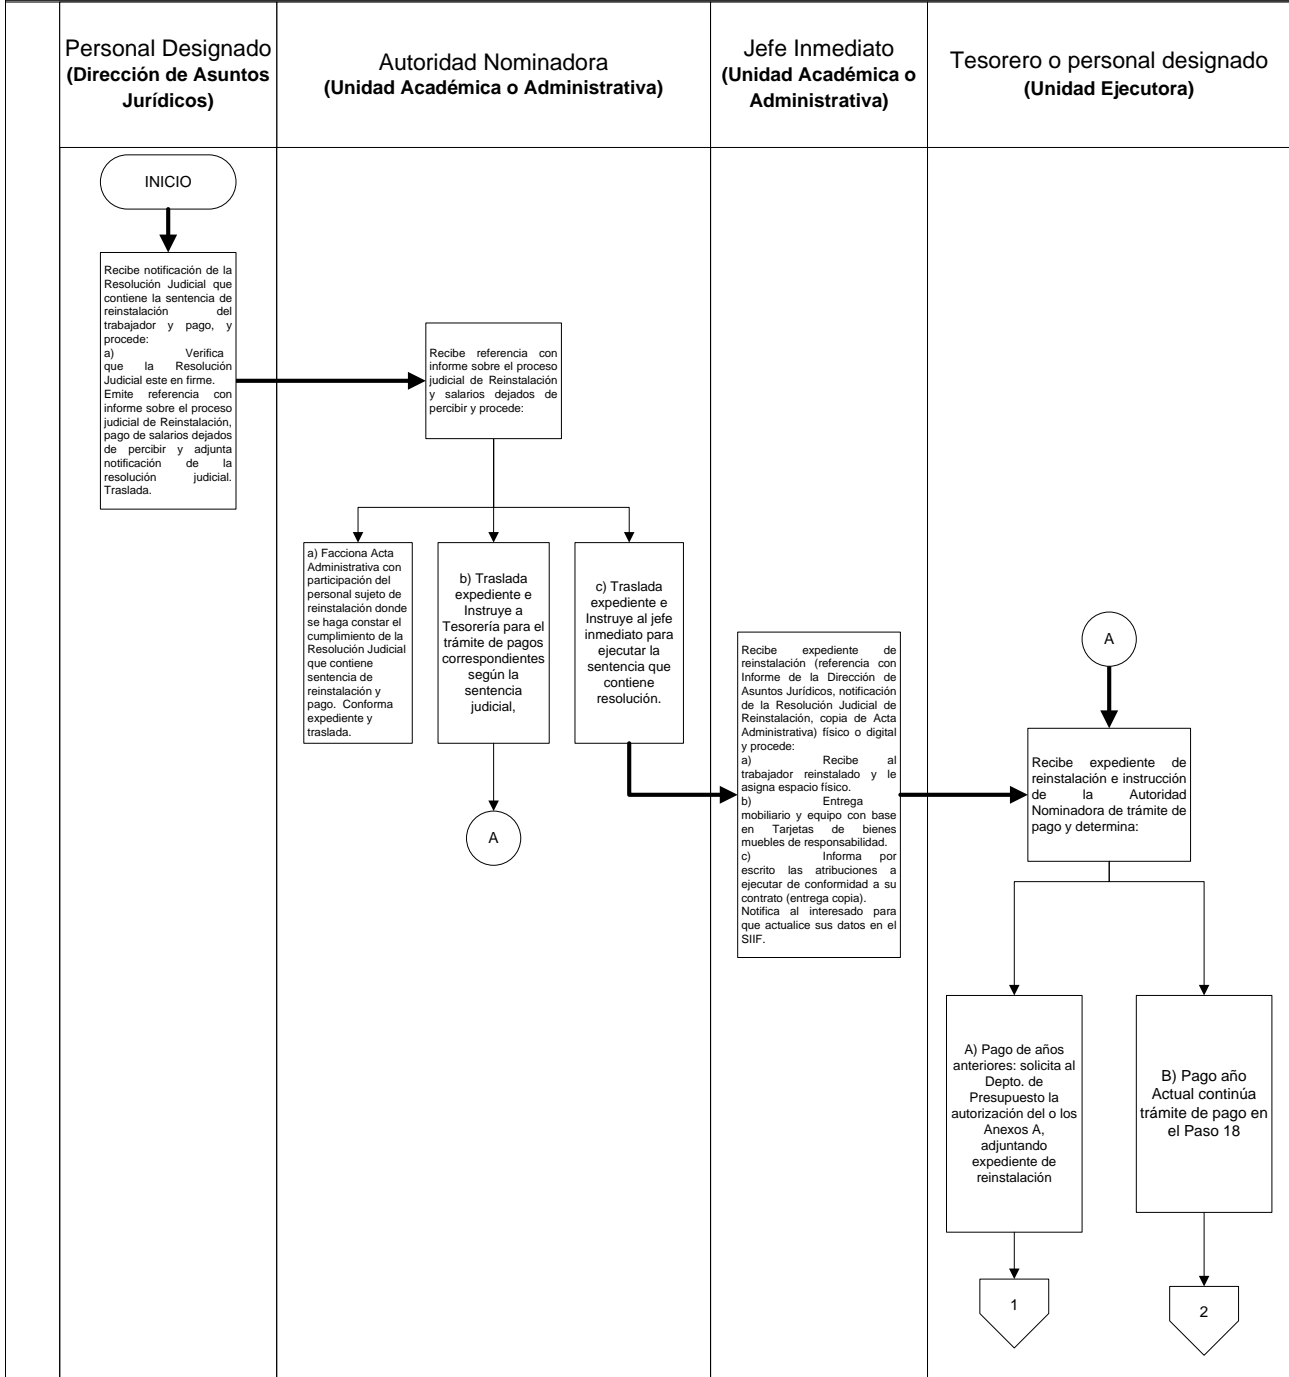 Personal Designado
(Dirección de Asuntos
Jurídicos)
Autoridad Nominadora
(Unidad Académica o Administrativa)
Jefe Inmediato
(Unidad Académica o
Administrativa)
Tesorero o personal designado
(Unidad Ejecutora)
INICIO
Recibe notificación de la
Resolución Judicial que
contiene la sentencia de
reinstalación del
trabajador y pago, y
procede:
a) Verifica
que la Resolución
Judicial este en firme.
Emite referencia con
informe sobre el proceso
judicial de Reinstalación,
pago de salarios dejados
de percibir y adjunta
notificación de la
resolución judicial.
Traslada.
Recibe referencia con
informe sobre el proceso
judicial de Reinstalación
y salarios dejados de
percibir y procede:
a) Facciona Acta
Administrativa con
participación del
personal sujeto de
reinstalación donde
se haga constar el
cumplimiento de la
Resolución Judicial
que contiene
sentencia de
reinstalación y
pago. Conforma
expediente y
traslada.
b) Traslada
expediente e
Instruye a
Tesorería para el
trámite de pagos
correspondientes
según la
sentencia
judicial,
c) Traslada
expediente e
Instruye al jefe
inmediato para
ejecutar la
sentencia que
contiene
resolución.
A
Recibe expediente de
reinstalación (referencia con
Informe de la Dirección de
Asuntos Jurídicos, notificación
de la Resolución Judicial de
Reinstalación, copia de Acta
Administrativa) físico o digital
y procede:
a) Recibe al
trabajador reinstalado y le
asigna espacio físico.
b) Entrega
mobiliario y equipo con base
en Tarjetas de bienes
muebles de responsabilidad.
c) Informa por
escrito las atribuciones a
ejecutar de conformidad a su
contrato (entrega copia).
Notifica al interesado para
que actualice sus datos en el
SIIF.
A
Recibe expediente de
reinstalación e instrucción
de la Autoridad
Nominadora de trámite de
pago y determina:
A) Pago de años
anteriores: solicita al
Depto. de
Presupuesto la
autorización del o los
Anexos A,
adjuntando
expediente de
reinstalación
B) Pago año
Actual continúa
trámite de pago en
el Paso 18
1
2